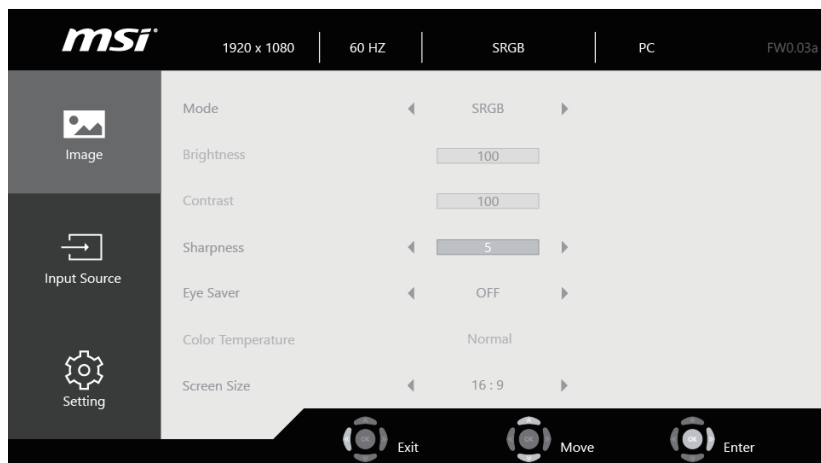 msi
1920 x 1080 60 HZ SRGB PC FW0.03a
Image
Input Source
Setting
Mode SRGB
Brightness 100
Contrast 100
Sharpness 5
Eye Saver OFF
Color Temperature Normal
Screen Size 16 : 9
OK Exit OK Move OK Enter